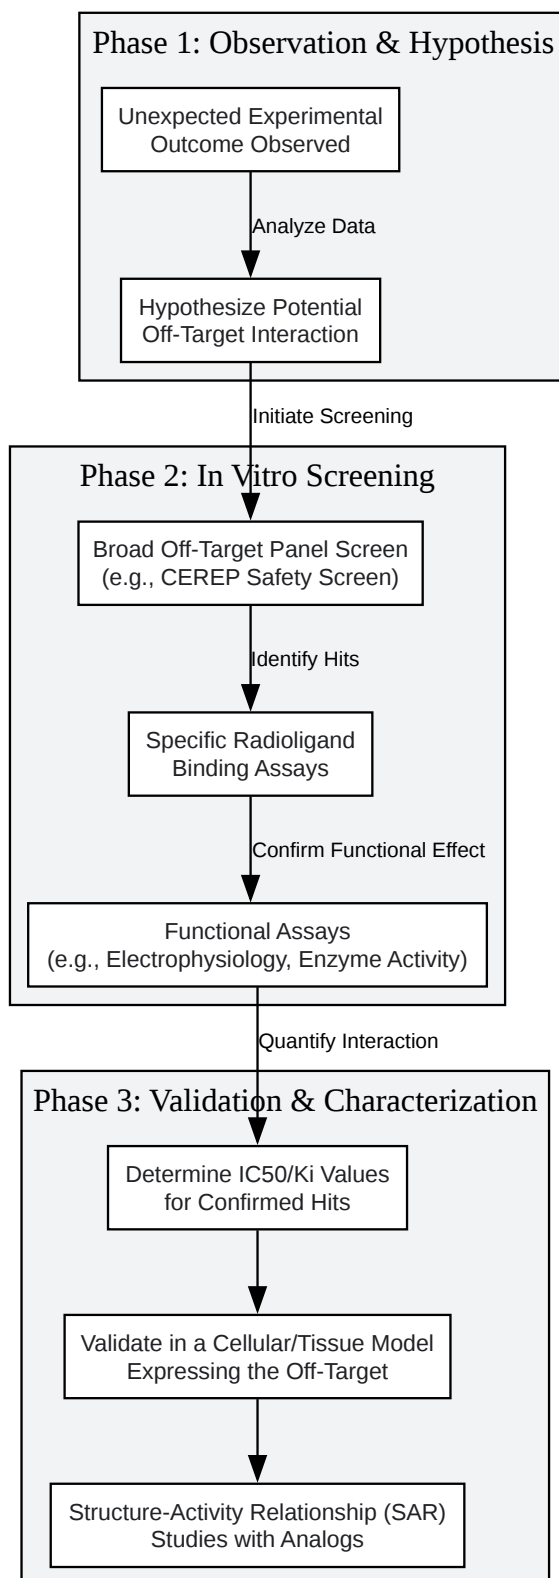 Phase 1: Observation & Hypothesis
Unexpected Experimental
Outcome Observed
Analyze Data
Hypothesize Potential
Off-Target Interaction
Initiate Screening
Phase 2: In Vitro Screening
Broad Off-Target Panel Screen
(e.g., CEREP Safety Screen)
Identify Hits
Specific Radioligand
Binding Assays
Confirm Functional Effect
Functional Assays
(e.g., Electrophysiology, Enzyme Activity)
Quantify Interaction
Phase 3: Validation & Characterization
Determine IC50/Ki Values
for Confirmed Hits
Validate in a Cellular/Tissue Model
Expressing the Off-Target
Structure-Activity Relationship (SAR)
Studies with Analogs